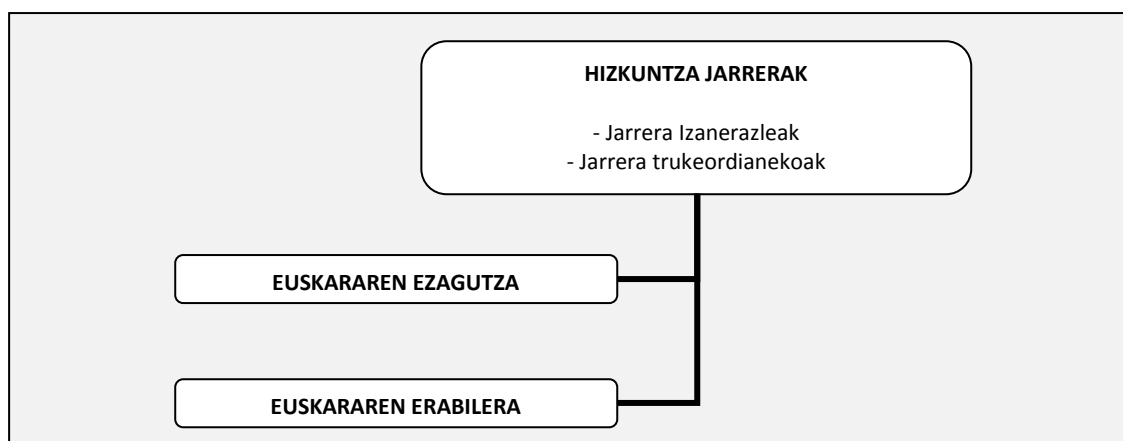 HIZKUNTZA JARRERAK
- Jarrera Izanerazleak
- Jarrera trukeordianekoak
EUSKARAREN EZAGUTZA
EUSKARAREN ERABILERA